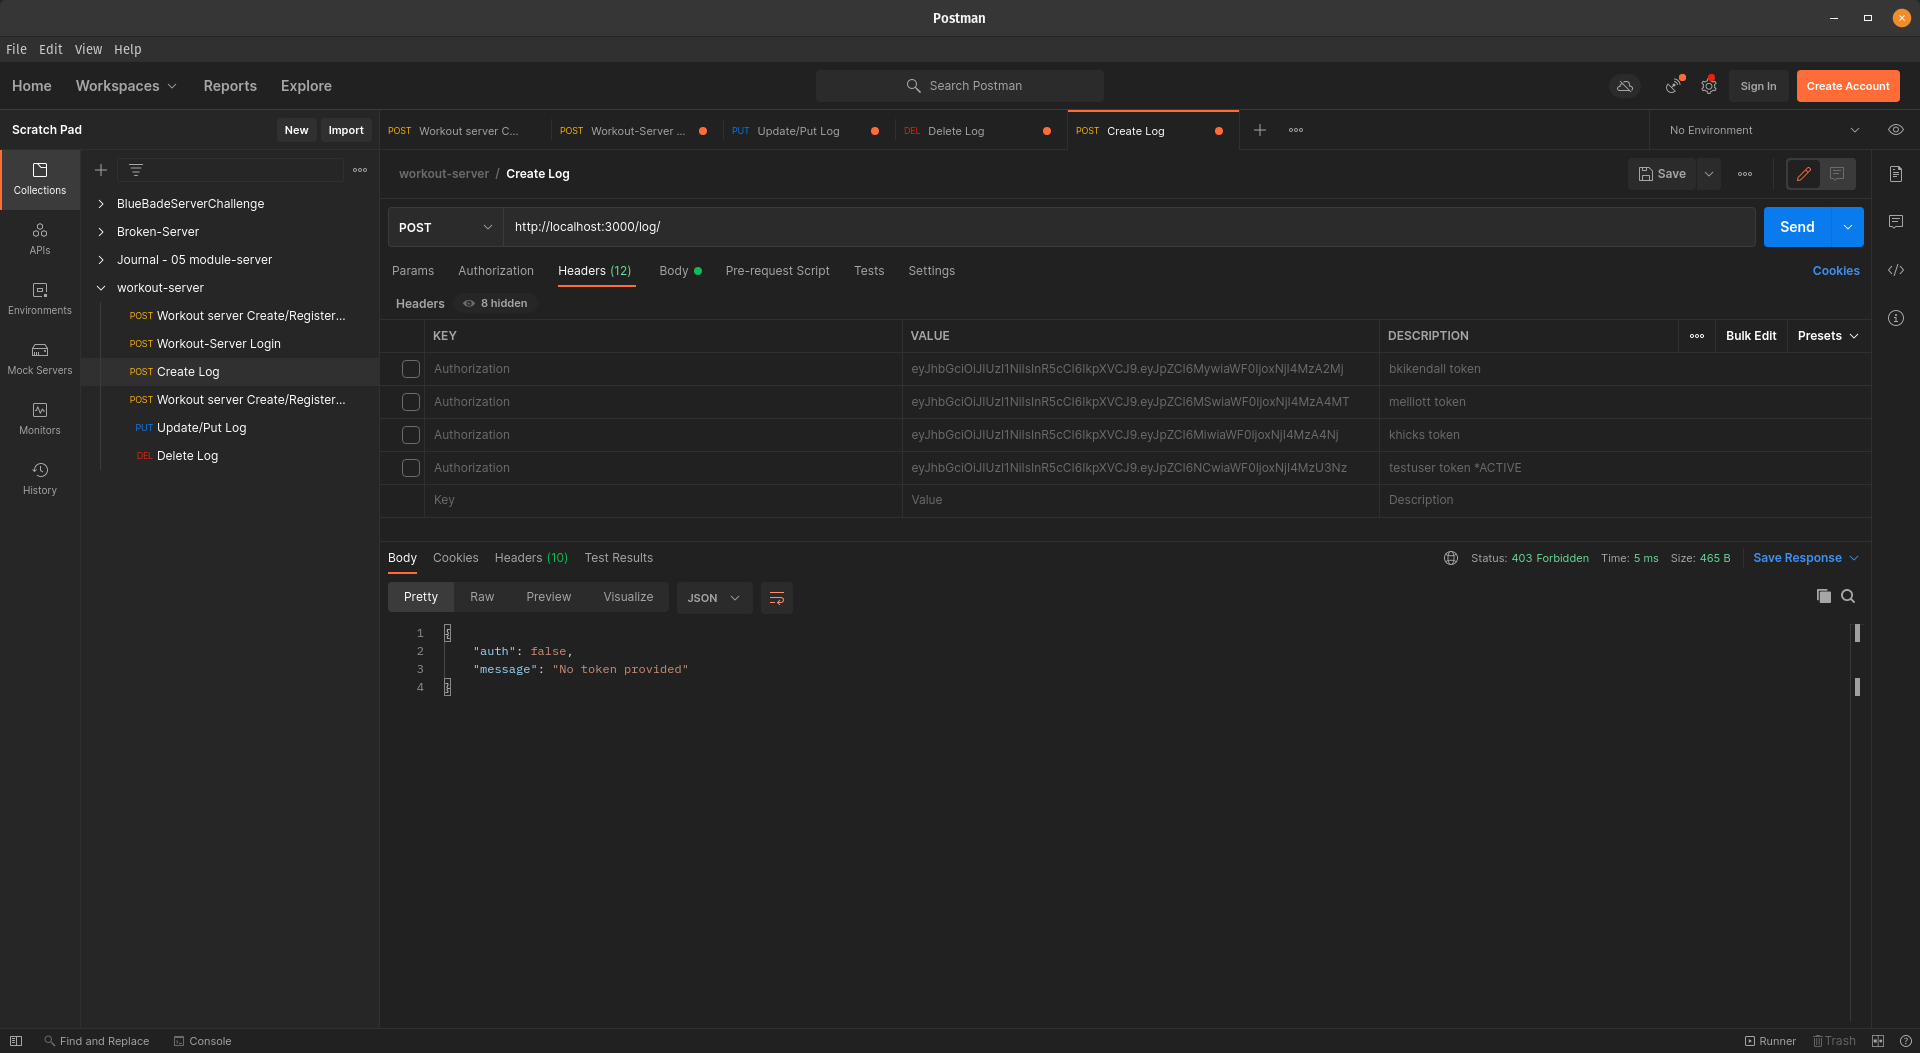 Postman
File Edit View Help
Home Workspaces Reports Explore
Search Postman
Sign In Create Account
Scratch Pad New Import
POST Workout server C...
POST Workout-Server ...
PUT Update/Put Log
DEL Delete Log
POST Create Log
No Environment
Collections
APIs
Environments
Mock Servers
Monitors
History
BlueBadeServerChallenge
Broken-Server
Journal - 05 module-server
workout-server
POST Workout server Create/Register...
POST Workout-Server Login
POST Create Log
POST Workout server Create/Register...
PUT Update/Put Log
DEL Delete Log
workout-server / Create Log
Save
POST http://localhost:3000/log/
Send
Params Authorization Headers (12) Body Pre-request Script Tests Settings
Cookies
Headers 8 hidden
KEY VALUE DESCRIPTION Bulk Edit Presets
Authorization bkikendall token
Authorization melliott token
Authorization khicks token
Authorization testuser token *ACTIVE
Key Value Description
Body Cookies Headers (10) Test Results
Status: 403 Forbidden Time: 5 ms Size: 465 B Save Response
Pretty Raw Preview Visualize JSON
1 {
2 "auth": false,
3 "message": "No token provided"
4 }
Find and Replace Console
Runner Trash